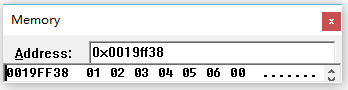 Memory
Address: 0x0019ff38
0019FF38 01 02 03 04 05 06 00 .......